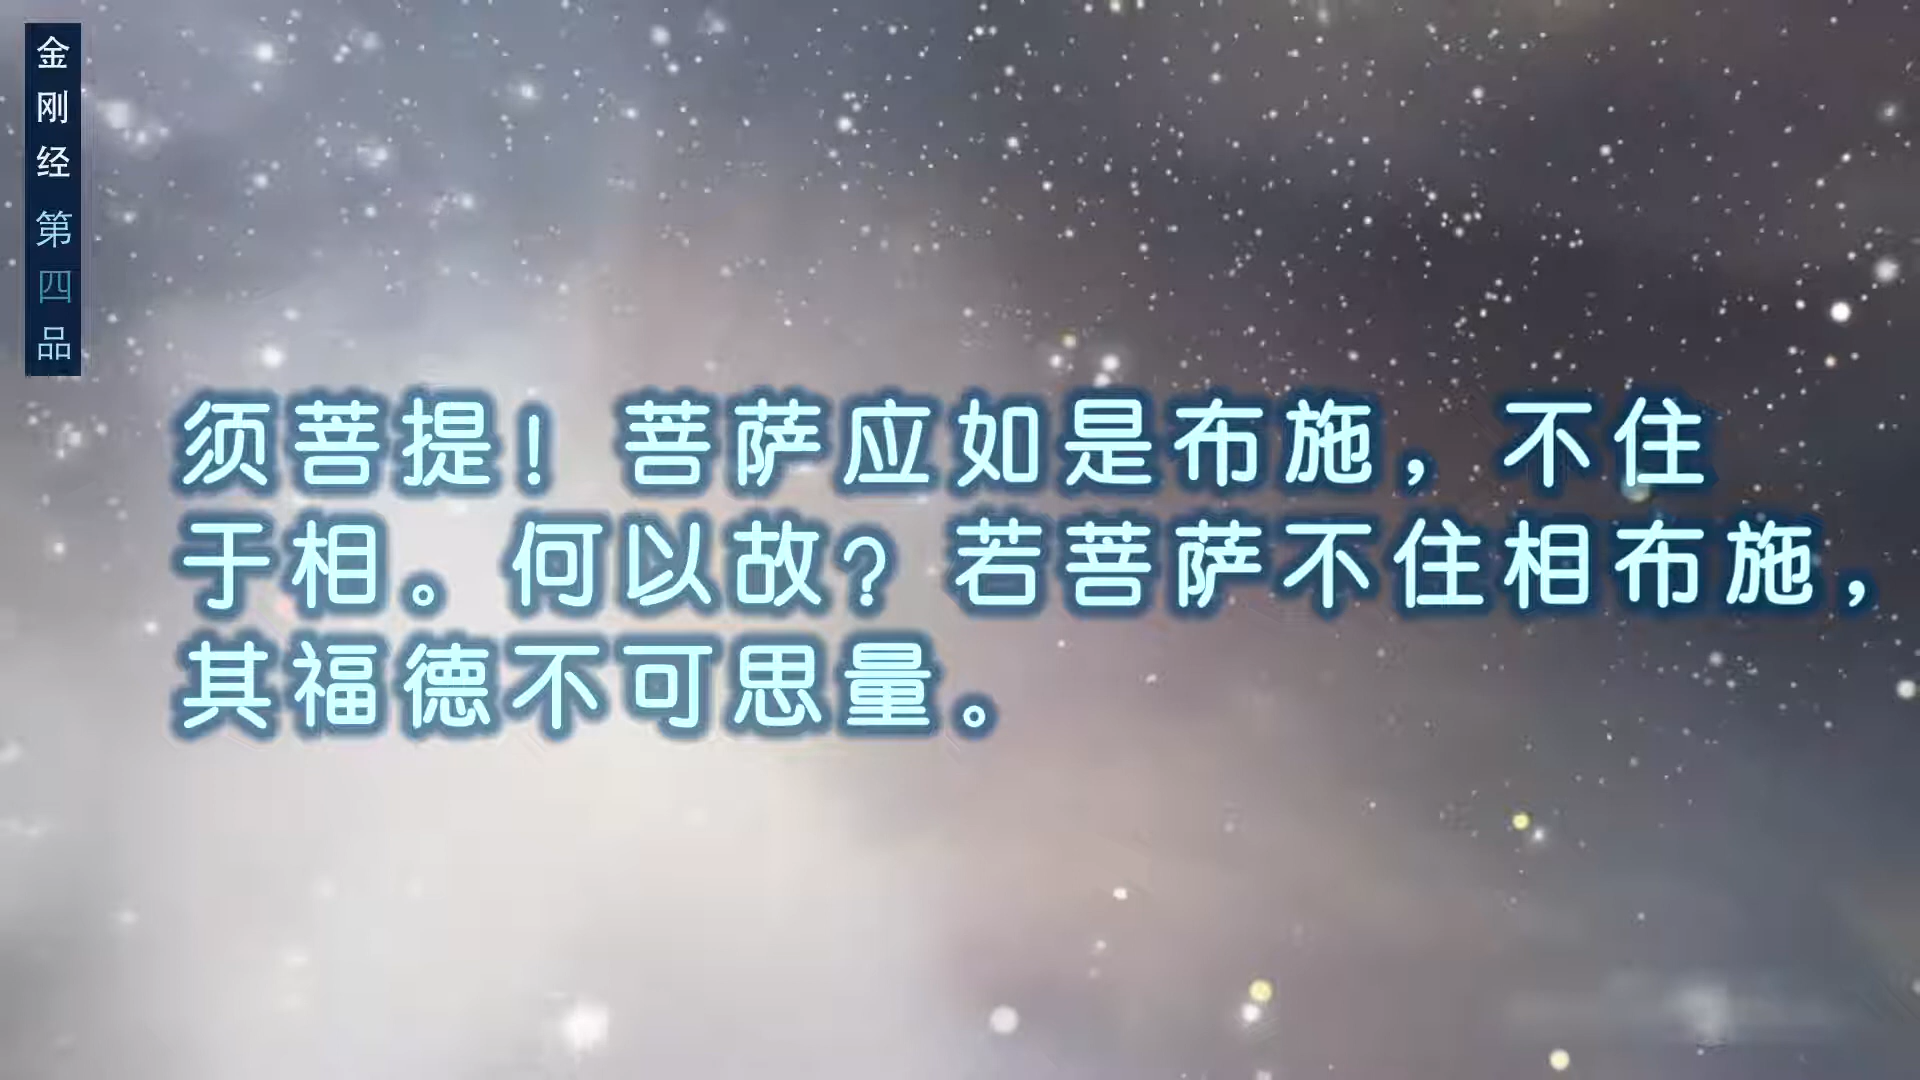 金刚经 第四品
须菩提！菩萨应如是布施，不住
于相。何以故？若菩萨不住相布施，
其福德不可思量。